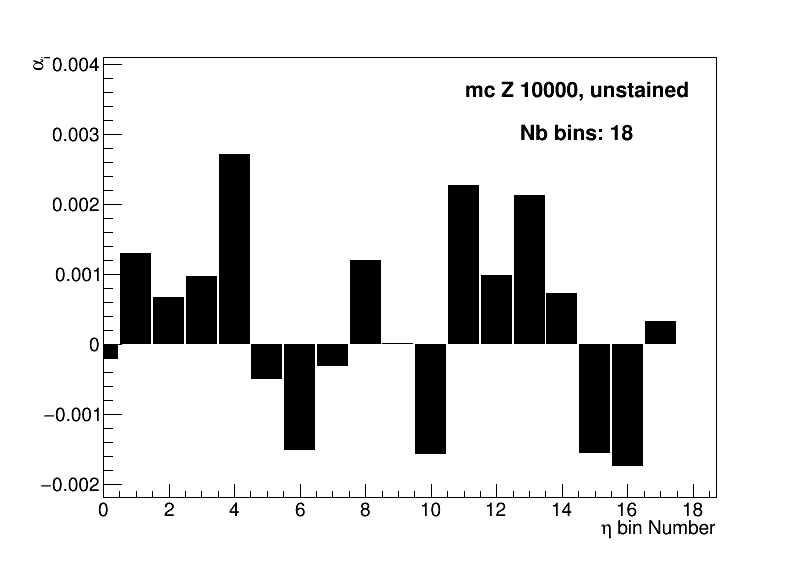 αᵢ
0.004
mc Z 10000, unstained
0.003
Nb bins: 18
0.002
0.001
0
−0.001
−0.002
0 2 4 6 8 10 12 14 16 18
η bin Number